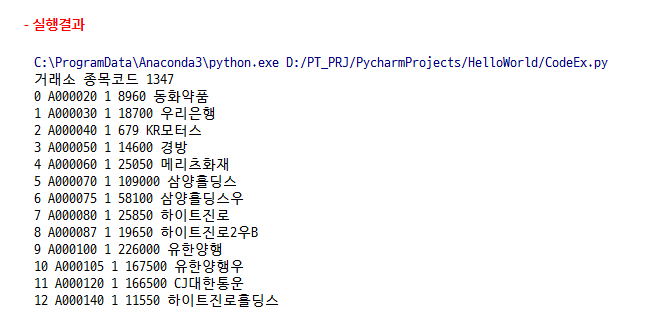 - 실행결과
C:\ProgramData\Anaconda3\python.exe D:/PT_PRJ/PycharmProjects/HelloWorld/CodeEx.py
거래소 종목코드 1347
0 A000020 1 8960 동화약품
1 A000030 1 18700 우리은행
2 A000040 1 679 KR모터스
3 A000050 1 14600 경방
4 A000060 1 25050 메리츠화재
5 A000070 1 109000 삼양홀딩스
6 A000075 1 58100 삼양홀딩스우
7 A000080 1 25850 하이트진로
8 A000087 1 19650 하이트진로2우B
9 A000100 1 226000 유한양행
10 A000105 1 167500 유한양행우
11 A000120 1 166500 CJ대한통운
12 A000140 1 11550 하이트진로홀딩스